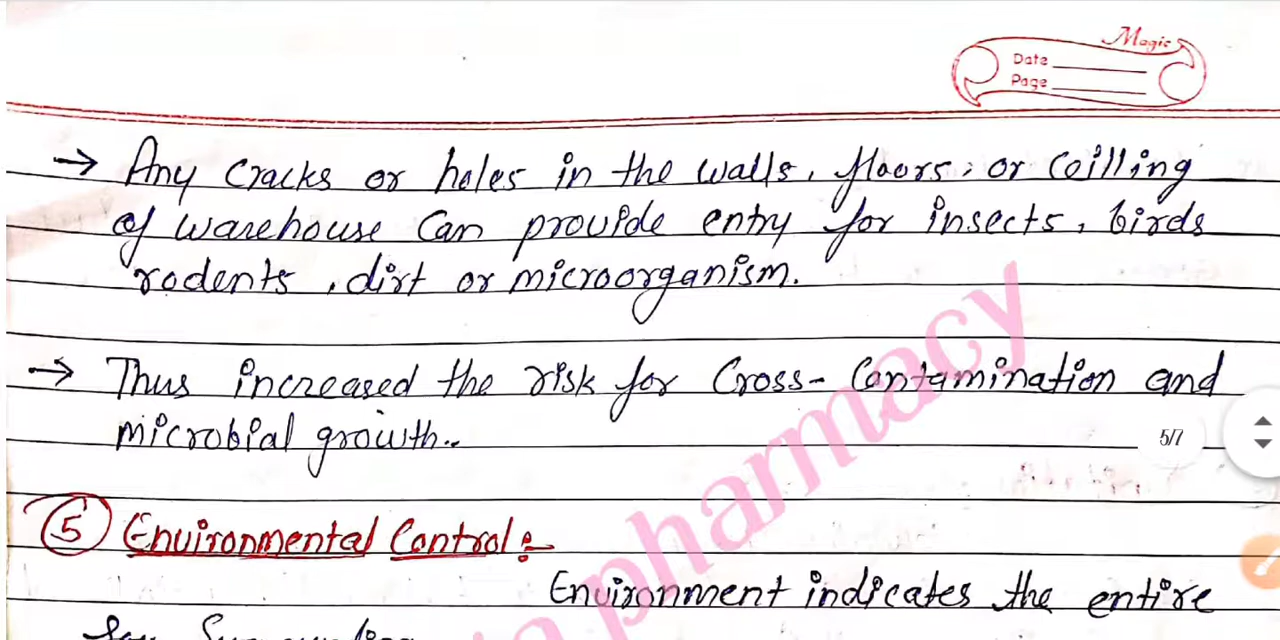 Magic
Date
Page
→ Any cracks or holes in the walls, floors, or Ceilling
of warehouse Can provide entry for insects, birds
rodents, dirt or microorganism.
→ Thus increased the risk for Cross- Contamination and
microbial growth..
5/7
⑤ Environmental Control :-
Environment indicates the entire
pharmacy